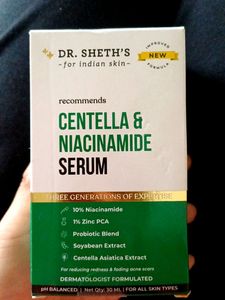 DR. SHETH'S
-for indian skin-
IMPROVED
NEW
FORMULA
recommends
CENTELLA &
NIACINAMIDE
SERUM
THREE GENERATIONS OF EXPERTISE
10% Niacinamide
1% Zinc PCA
Probiotic Blend
Soyabean Extract
Centella Asiatica Extract
For reducing redness & fading acne scars
DERMATOLOGIST FORMULATED
pH BALANCED | Net Qty: 30 ML | FOR ALL SKIN TYPES